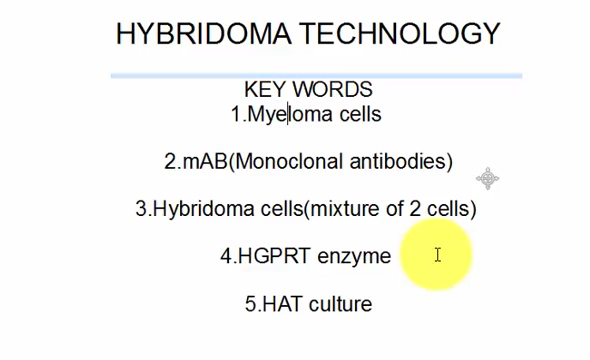 HYBRIDOMA TECHNOLOGY
KEY WORDS
1.Myeloma cells
2.mAB(Monoclonal antibodies)
3.Hybridoma cells(mixture of 2 cells)
4.HGPRT enzyme
5.HAT culture